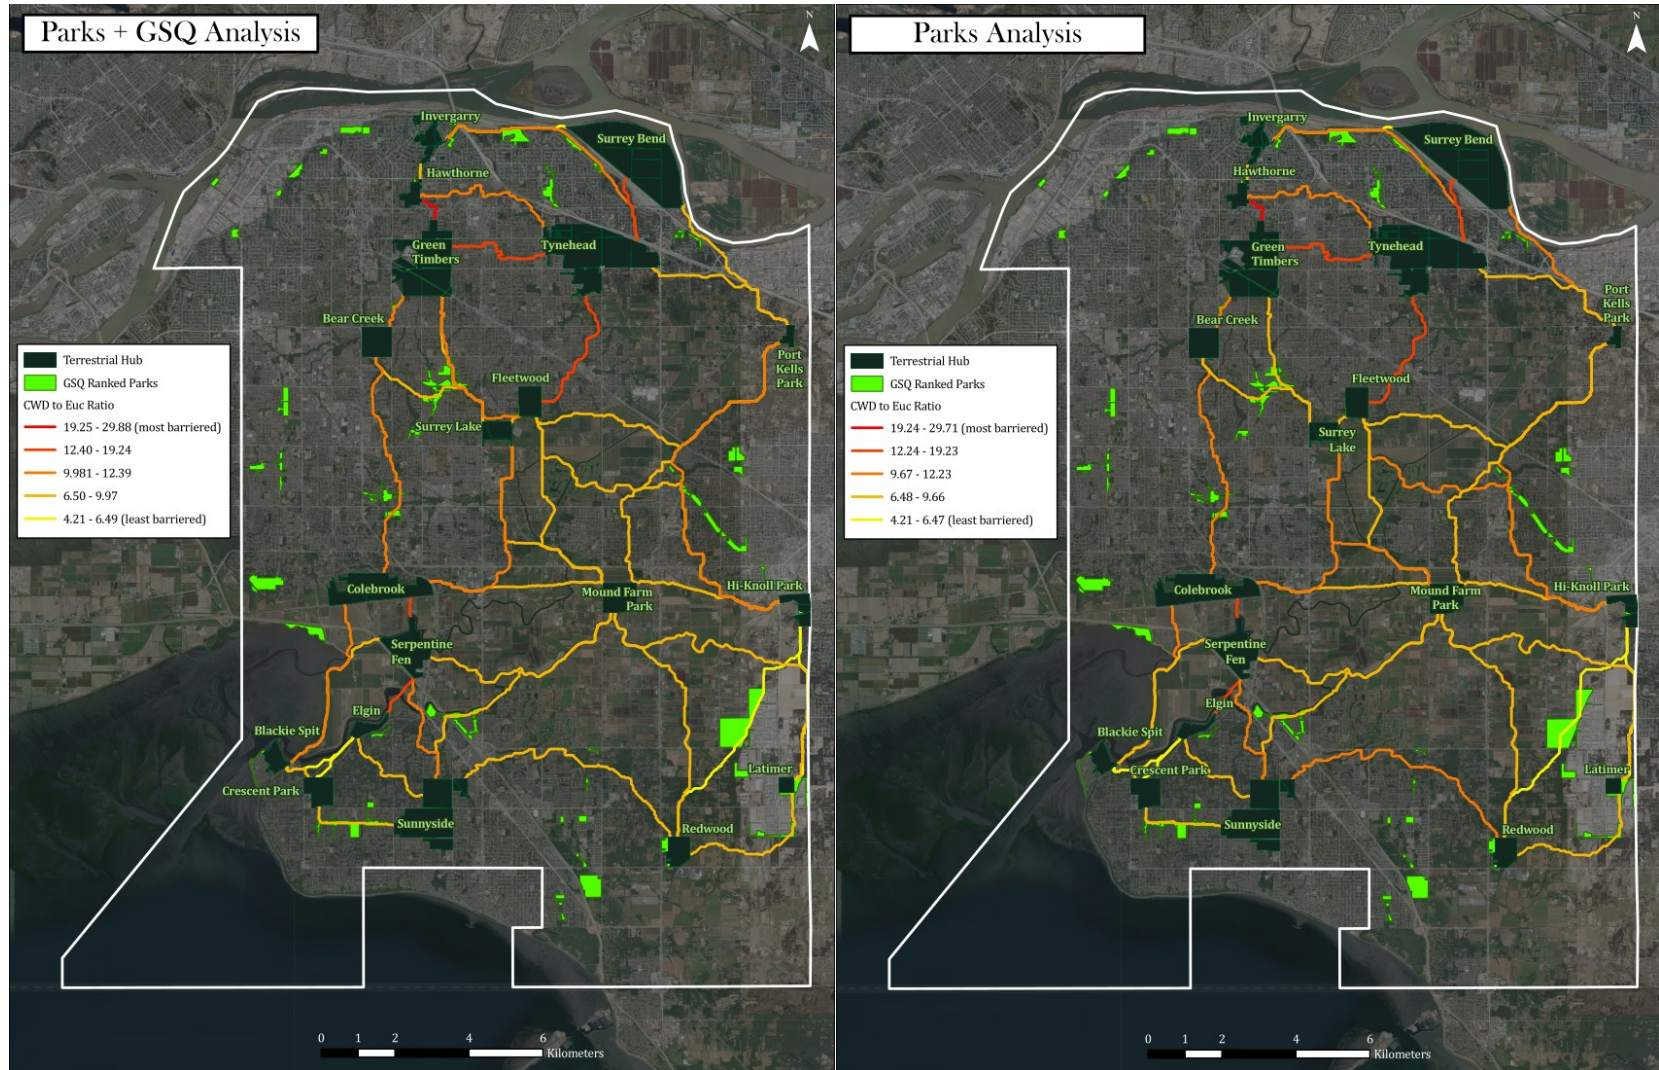 Parks + GSQ Analysis
N
Invergarry
Surrey Bend
Hawthorne
Green
Timbers
Tynehead
Bear Creek
Port
Kells
Park
Fleetwood
Surrey Lake
Terrestrial Hub
GSQ Ranked Parks
CWD to Euc Ratio
19.25 - 29.88 (most barriered)
12.40 - 19.24
9.981 - 12.39
6.50 - 9.97
4.21 - 6.49 (least barriered)
Colebrook
Mound Farm
Park
Hi-Knoll Park
Serpentine
Fen
Elgin
Blackie Spit
Latimer
Crescent Park
Sunnyside
Redwood
0 1 2 4 6
Kilometers
Parks Analysis
N
Invergarry
Surrey Bend
Hawthorne
Green
Timbers
Tynehead
Port
Kells
Park
Bear Creek
Fleetwood
Surrey
Lake
Terrestrial Hub
GSQ Ranked Parks
CWD to Euc Ratio
19.24 - 29.71 (most barriered)
12.24 - 19.23
9.67 - 12.23
6.48 - 9.66
4.21 - 6.47 (least barriered)
Colebrook
Mound Farm
Park
Hi-Knoll Park
Serpentine
Fen
Elgin
Blackie Spit
Crescent Park
Latimer
Sunnyside
Redwood
0 1 2 4 6
Kilometers